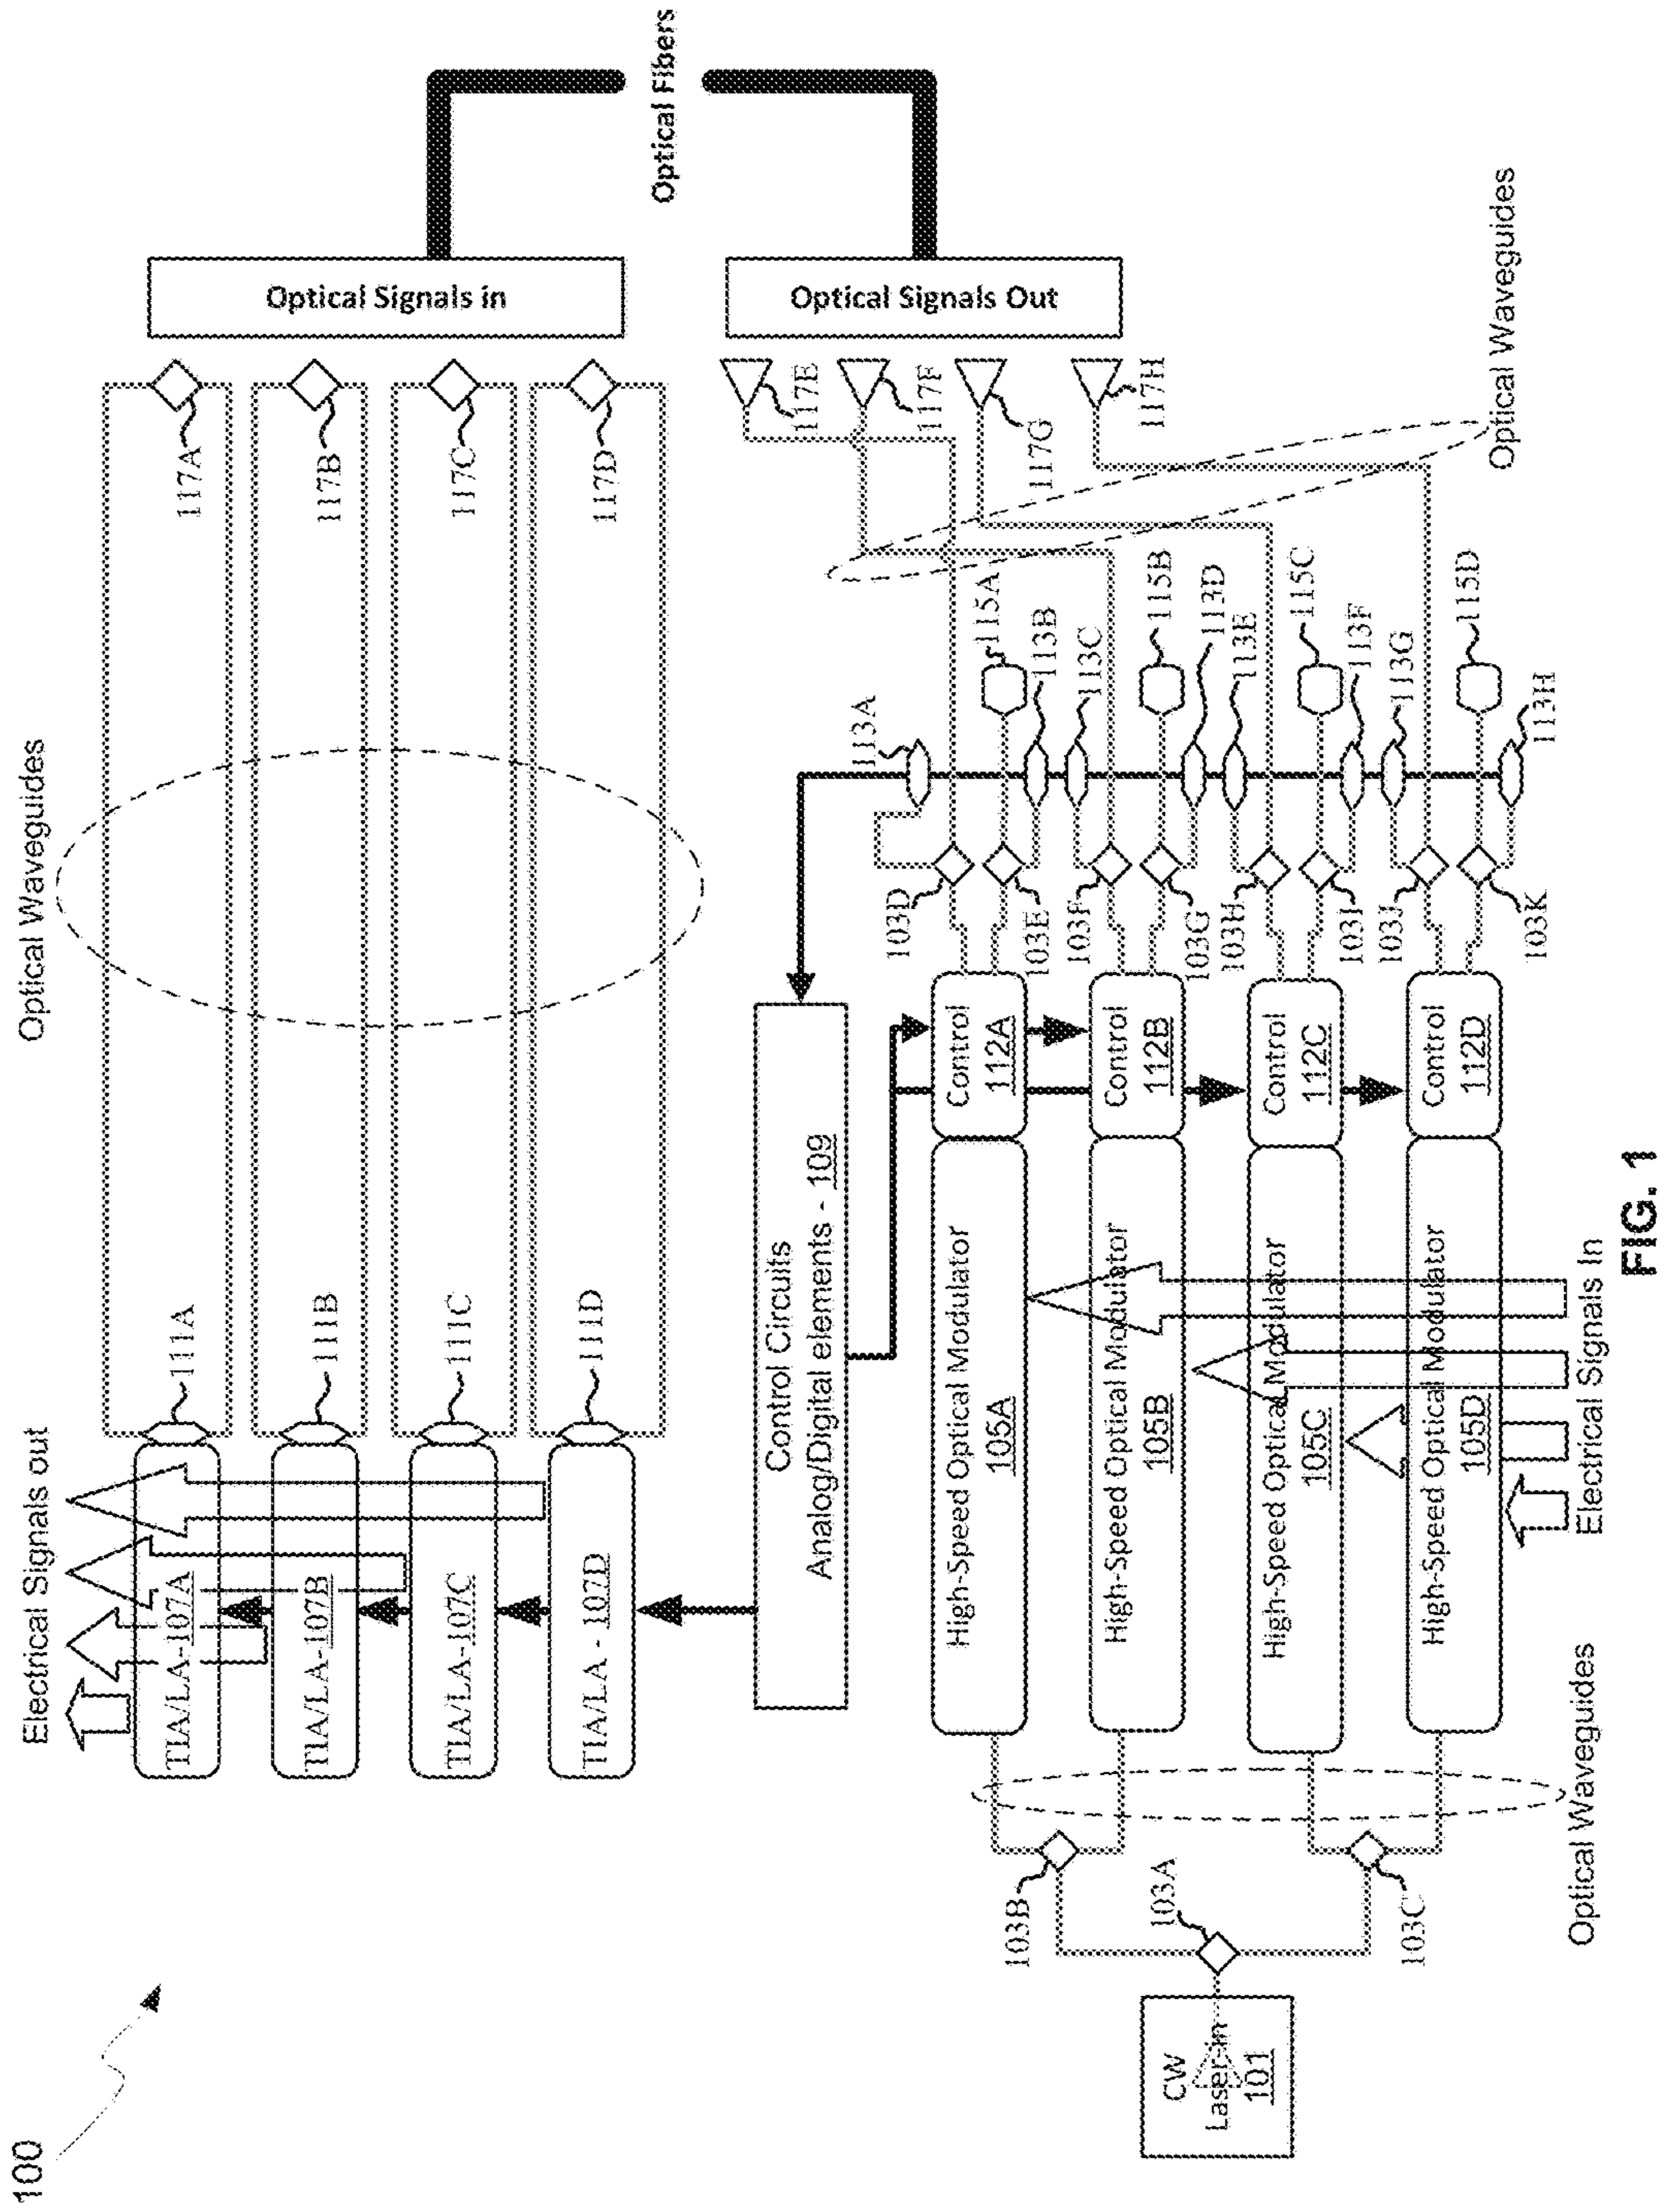 100
Optical Waveguides
Electrical Signals out
TIA/LA-107A
TIA/LA-107B
TIA/LA-107C
TIA/LA - 107D
111A
111B
111C
111D
117A
117B
117C
117D
Optical Signals in
Optical Fibers
Optical Signals Out
117E
117F
117G
117H
Optical Waveguides
Control Circuits
Analog/Digital elements - 109
113A
115A
113B
113C
115B
113D
113E
115C
113F
113G
115D
113H
103D
103E
103F
103G
103H
103I
103J
103K
Control
112A
Control
112B
Control
112C
Control
112D
High-Speed Optical Modulator
105A
High-Speed Optical Modulator
105B
High-Speed Optical Modulator
105C
High-Speed Optical Modulator
105D
103B
103A
103C
CW
Laser-in
101
Optical Waveguides
Electrical Signals In
FIG. 1